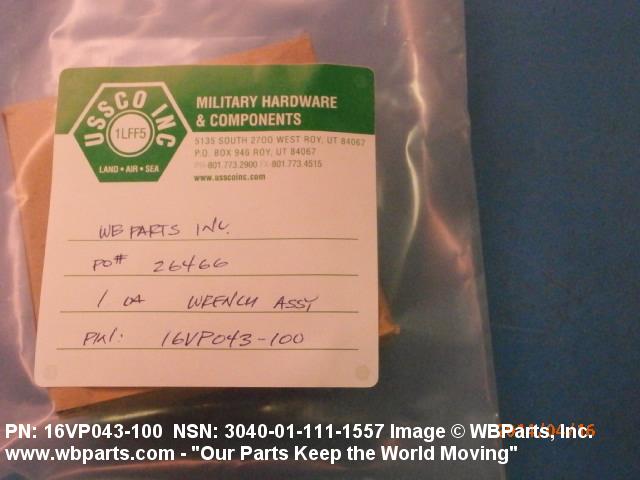 USSCO INC
1LFF5
LAND • AIR • SEA
MILITARY HARDWARE
& COMPONENTS
5135 SOUTH 2700 WEST ROY, UT 84067
P.O. BOX 946 ROY, UT 84067
PH-801.773.2900 FX-801.773.4515
www.usscoinc.com
WB PARTS INC.
PO# 26466
1 EA WRENCH ASSY
P/N: 16VP043-100
PN: 16VP043-100 NSN: 3040-01-111-1557 Image © WBParts, Inc.
www.wbparts.com - "Our Parts Keep the World Moving"